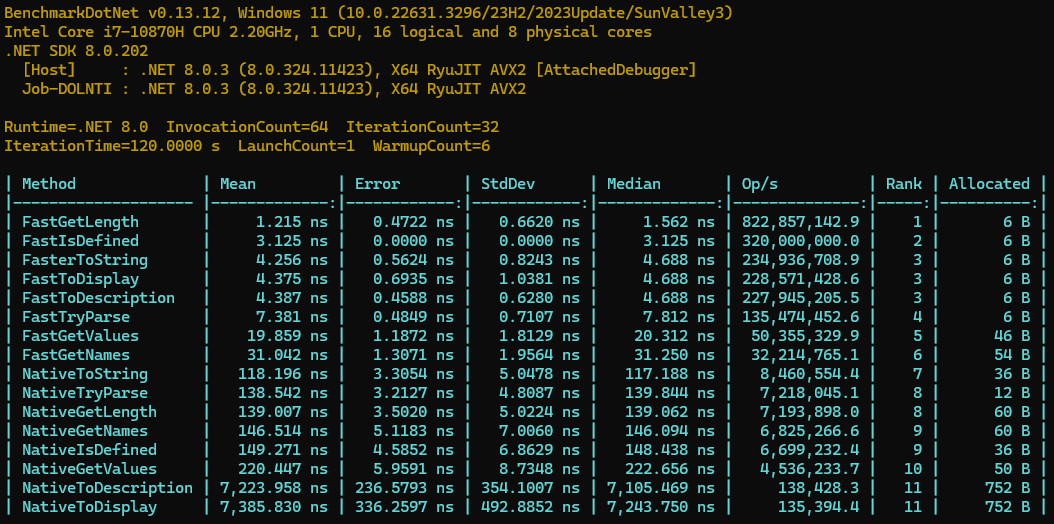 BenchmarkDotNet v0.13.12, Windows 11 (10.0.22631.3296/23H2/2023Update/SunValley3)
Intel Core i7-10870H CPU 2.20GHz, 1 CPU, 16 logical and 8 physical cores
.NET SDK 8.0.202
  [Host]     : .NET 8.0.3 (8.0.324.11423), X64 RyuJIT AVX2 [AttachedDebugger]
  Job-DOLNTI : .NET 8.0.3 (8.0.324.11423), X64 RyuJIT AVX2
Runtime=.NET 8.0  InvocationCount=64  IterationCount=32
IterationTime=120.0000 s  LaunchCount=1  WarmupCount=6
| Method              | Mean         | Error       | StdDev      | Median       | Op/s          | Rank | Allocated |
|-------------------- |-------------:|------------:|------------:|-------------:|--------------:|-----:|----------:|
| FastGetLength       |     1.215 ns |   0.4722 ns |   0.6620 ns |     1.562 ns | 822,857,142.9 |    1 |       6 B |
| FastIsDefined       |     3.125 ns |   0.0000 ns |   0.0000 ns |     3.125 ns | 320,000,000.0 |    2 |       6 B |
| FasterToString      |     4.256 ns |   0.5624 ns |   0.8243 ns |     4.688 ns | 234,936,708.9 |    3 |       6 B |
| FastToDisplay       |     4.375 ns |   0.6935 ns |   1.0381 ns |     4.688 ns | 228,571,428.6 |    3 |       6 B |
| FastToDescription   |     4.387 ns |   0.4588 ns |   0.6280 ns |     4.688 ns | 227,945,205.5 |    3 |       6 B |
| FastTryParse        |     7.381 ns |   0.4849 ns |   0.7107 ns |     7.812 ns | 135,474,452.6 |    4 |       6 B |
| FastGetValues       |    19.859 ns |   1.1872 ns |   1.8129 ns |    20.312 ns |  50,355,329.9 |    5 |      46 B |
| FastGetNames        |    31.042 ns |   1.3071 ns |   1.9564 ns |    31.250 ns |  32,214,765.1 |    6 |      54 B |
| NativeToString      |   118.196 ns |   3.3054 ns |   5.0478 ns |   117.188 ns |   8,460,554.4 |    7 |      36 B |
| NativeTryParse      |   138.542 ns |   3.2127 ns |   4.8087 ns |   139.844 ns |   7,218,045.1 |    8 |      12 B |
| NativeGetLength     |   139.007 ns |   3.5020 ns |   5.0224 ns |   139.062 ns |   7,193,898.0 |    8 |      60 B |
| NativeGetNames      |   146.514 ns |   5.1183 ns |   7.0060 ns |   146.094 ns |   6,825,266.6 |    9 |      60 B |
| NativeIsDefined     |   149.271 ns |   4.5852 ns |   6.8629 ns |   148.438 ns |   6,699,232.4 |    9 |      36 B |
| NativeGetValues     |   220.447 ns |   5.9591 ns |   8.7348 ns |   222.656 ns |   4,536,233.7 |   10 |      50 B |
| NativeToDescription | 7,223.958 ns | 236.5793 ns | 354.1007 ns | 7,105.469 ns |     138,428.3 |   11 |     752 B |
| NativeToDisplay     | 7,385.830 ns | 336.2597 ns | 492.8852 ns | 7,243.750 ns |     135,394.4 |   11 |     752 B |